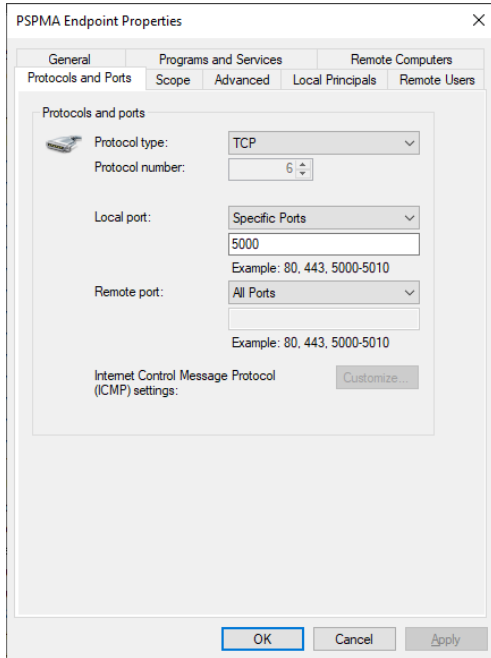 PSPMA Endpoint Properties
General Programs and Services Remote Computers
Protocols and Ports Scope Advanced Local Principals Remote Users
Protocols and ports
Protocol type: TCP
Protocol number: 6
Local port: Specific Ports
5000
Example: 80, 443, 5000-5010
Remote port: All Ports
Example: 80, 443, 5000-5010
Internet Control Message Protocol
(ICMP) settings: Customize...
OK Cancel Apply